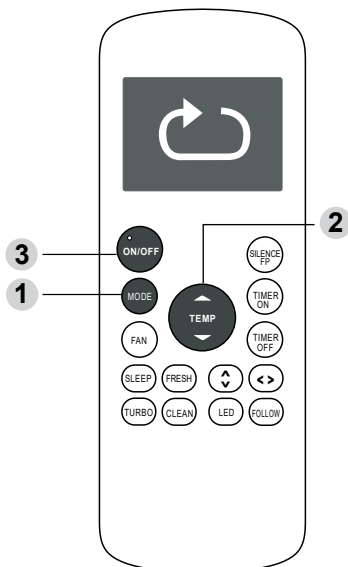 2
ON/OFF
SILENCE
FP
3
1
MODE
TEMP
TIMER
ON
FAN
TIMER
OFF
SLEEP
FRESH
TURBO
CLEAN
LED
FOLLOW